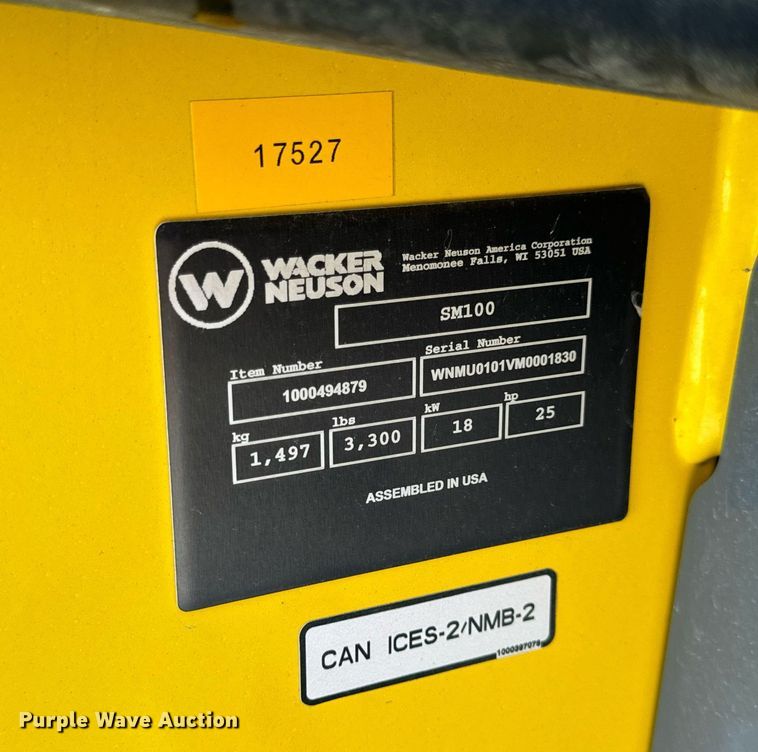 17527
W
WACKER
NEUSON
Wacker Neuson America Corporation
Menomonee Falls, WI 53051 USA
SM100
Item Number
1000494879
Serial Number
WNMU0101VM0001830
kg
1,497
lbs
3,300
kW
18
hp
25
ASSEMBLED IN USA
CAN ICES-2/NMB-2
1000397076
Purple Wave Auction